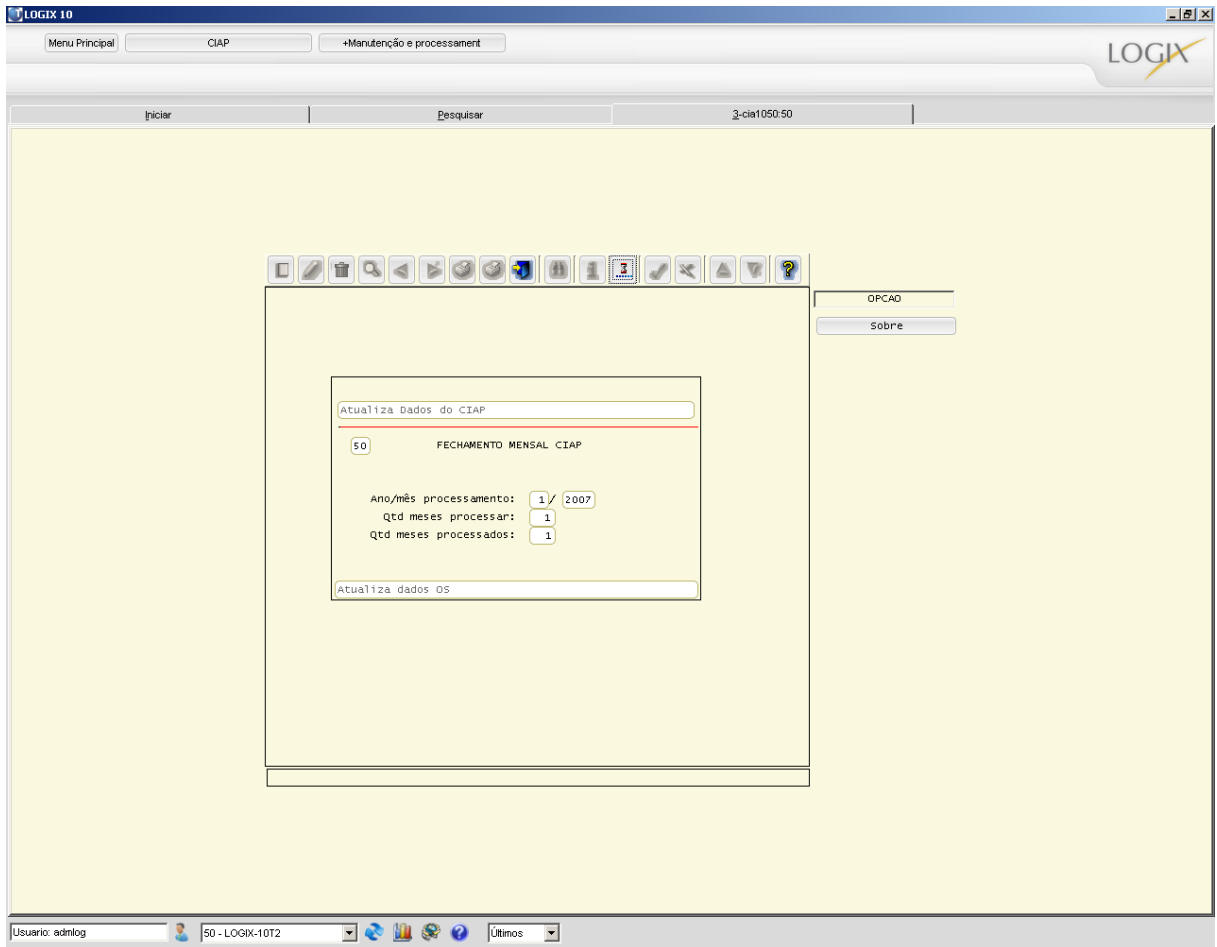 LOGIX 10
Menu Principal CIAP +Manutenção e processament
LOGIX
Iniciar Pesquisar 3-cia1050:50
OPCAO
Sobre
Atualiza Dados do CIAP
50 FECHAMENTO MENSAL CIAP
Ano/mês processamento: 1/ 2007
Qtd meses processar: 1
Qtd meses processados: 1
Atualiza dados OS
Usuario: admlog 50 - LOGIX-10T2 Últimos